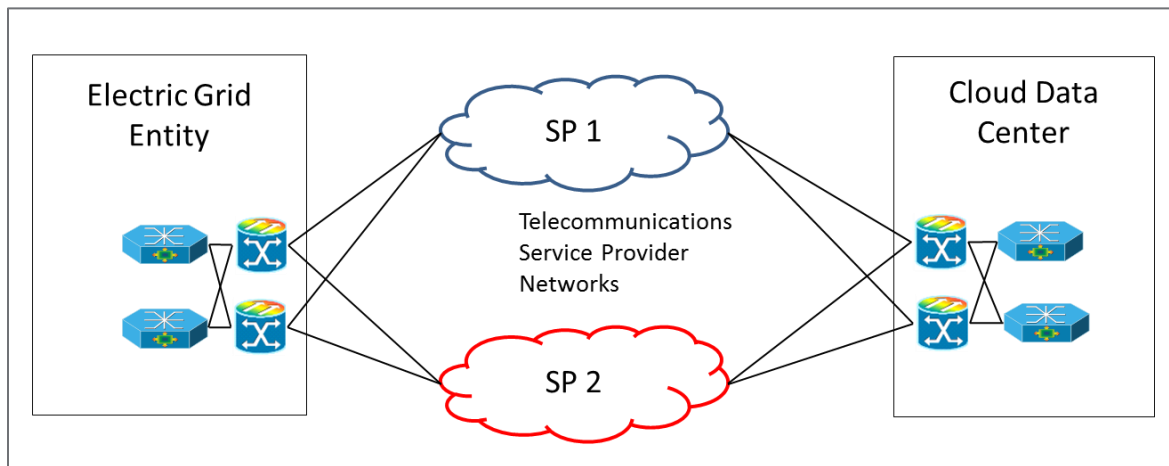 Electric Grid
Entity
SP 1
Cloud Data
Center
Telecommunications
Service Provider
Networks
SP 2